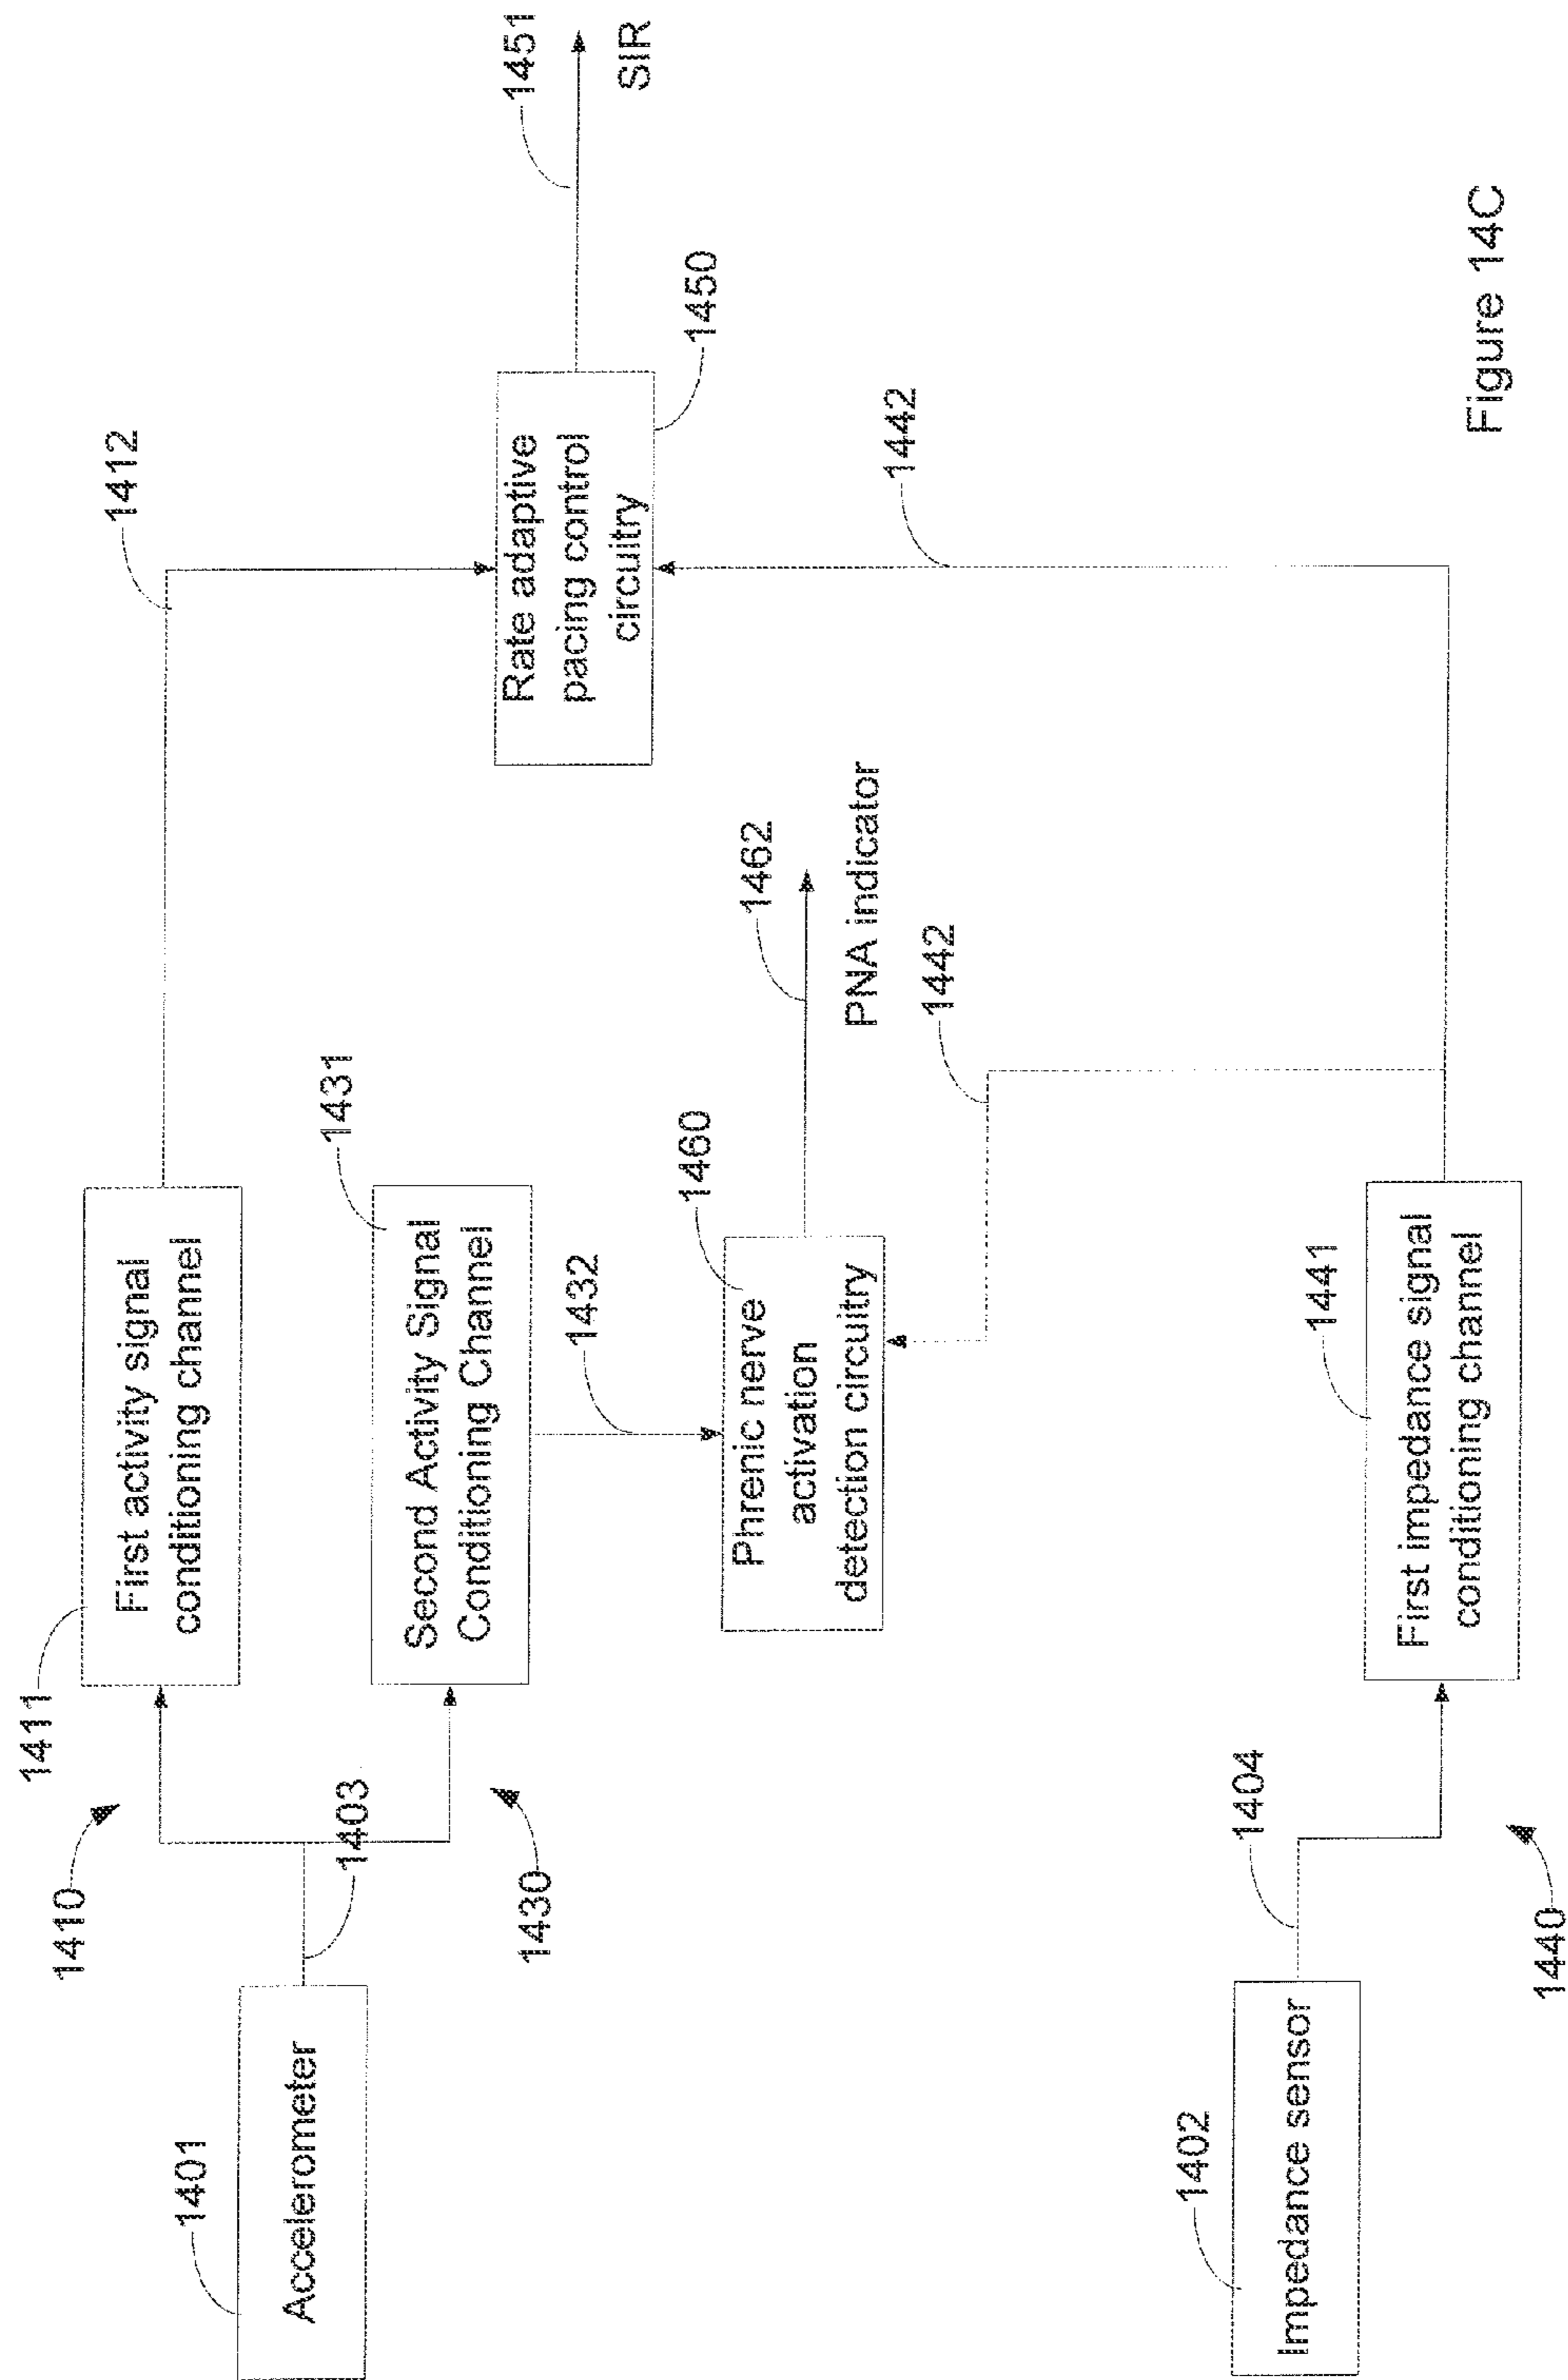 1401
Accelerometer
1403
1410
1430
1411
First activity signal
conditioning channel
1431
Second Activity Signal
Conditioning Channel
1412
1432
1460
Phrenic nerve
activation
detection circuitry
1462
PNA indicator
1442
Rate adaptive
pacing control
circuitry
1450
1451
SIR
1442
1402
Impedance sensor
1404
1440
1441
First impedance signal
conditioning channel
Figure 14C